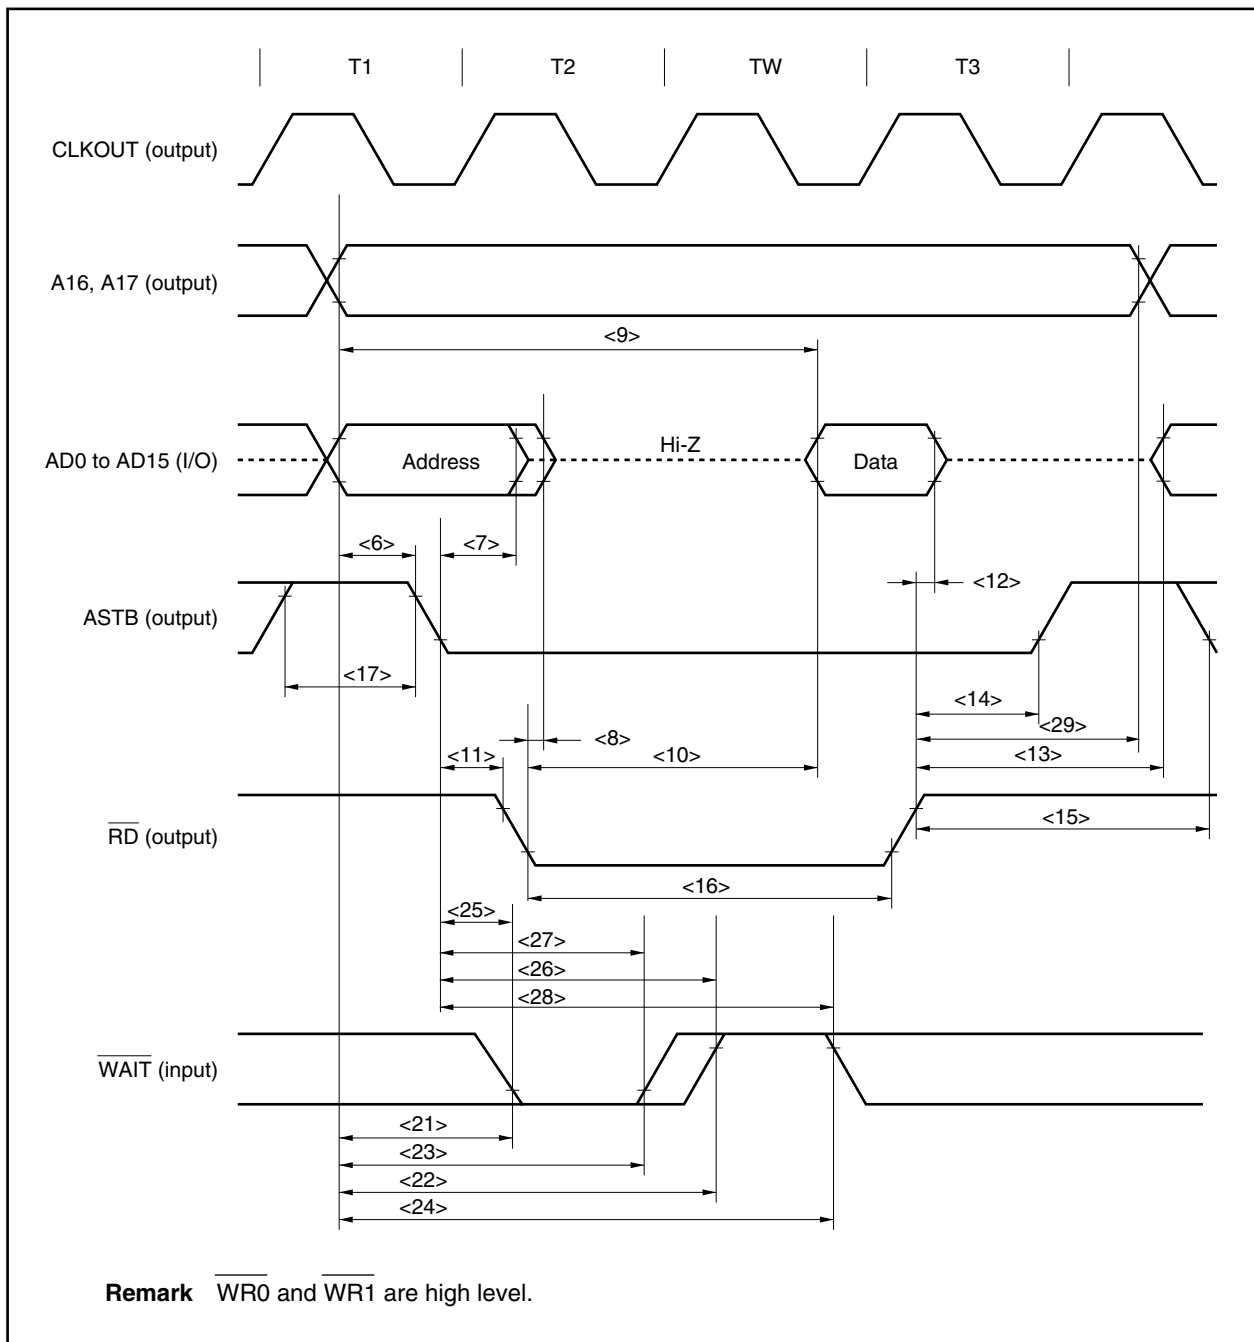 T1 T2 TW T3
CLKOUT (output)
A16, A17 (output)
<9>
Hi-Z
AD0 to AD15 (I/O) Address Data
<6> <7>
<12>
ASTB (output)
<17>
<14>
<29>
<8>
<11> <10> <13>
<15>
RD (output)
<16>
<25>
<27>
<26>
<28>
WAIT (input)
<21>
<23>
<22>
<24>
Remark WR0 and WR1 are high level.